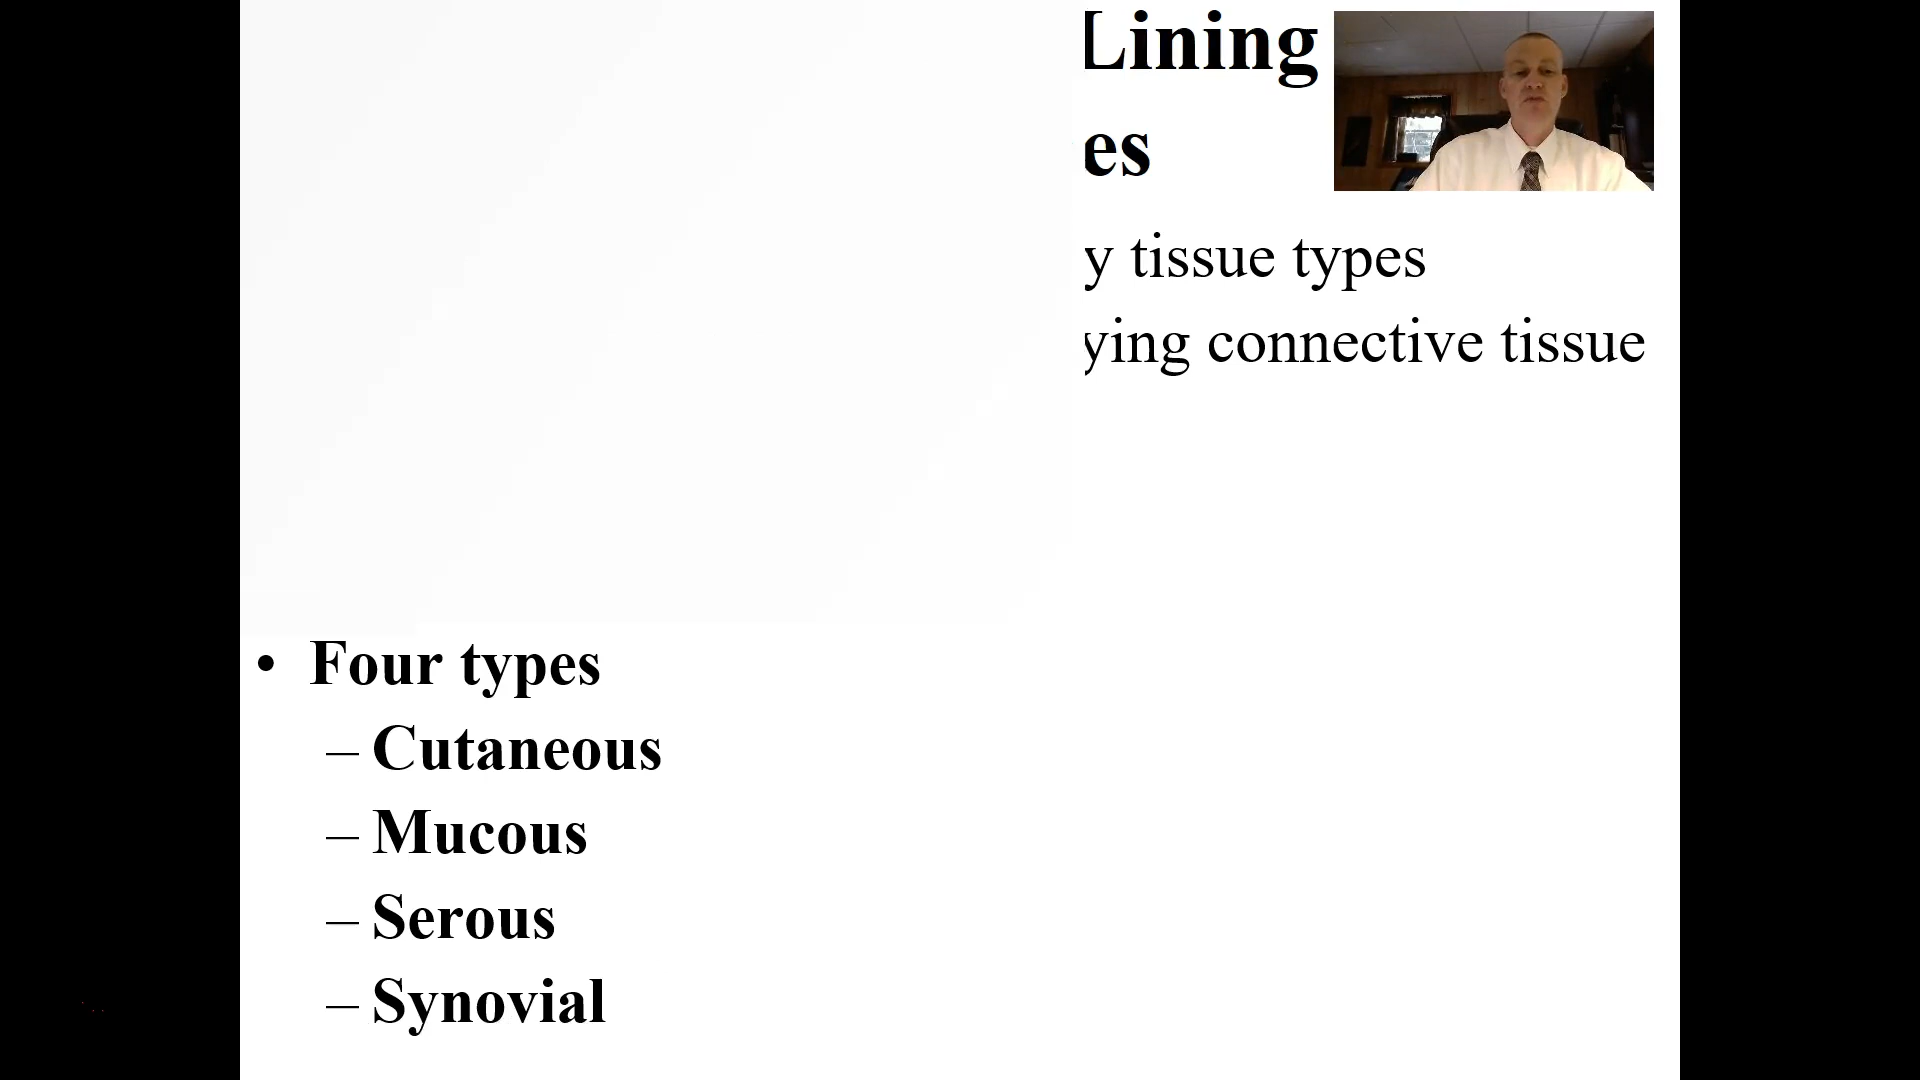 Lining
es
y tissue types
ying connective tissue
• Four types
– Cutaneous
– Mucous
– Serous
– Synovial